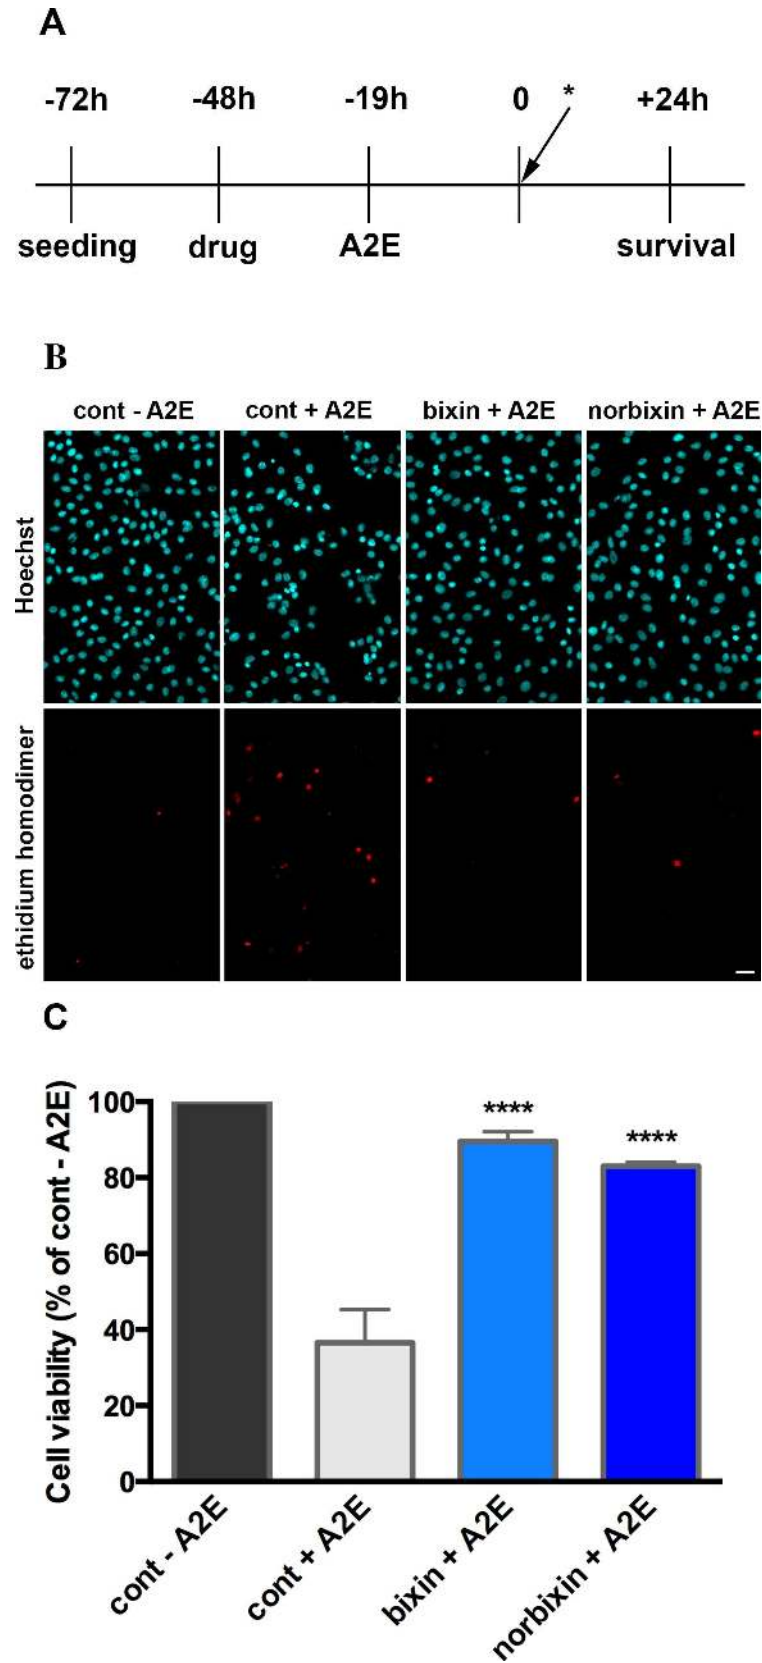 A
-72h -48h -19h 0 * +24h
seeding drug A2E survival
B
cont - A2E cont + A2E bixin + A2E norbixin + A2E
Hoechst
ethidium homodimer
C
Cell viability (% of cont - A2E)
100
80
60
40
20
0
****
****
cont - A2E
cont + A2E
bixin + A2E
norbixin + A2E